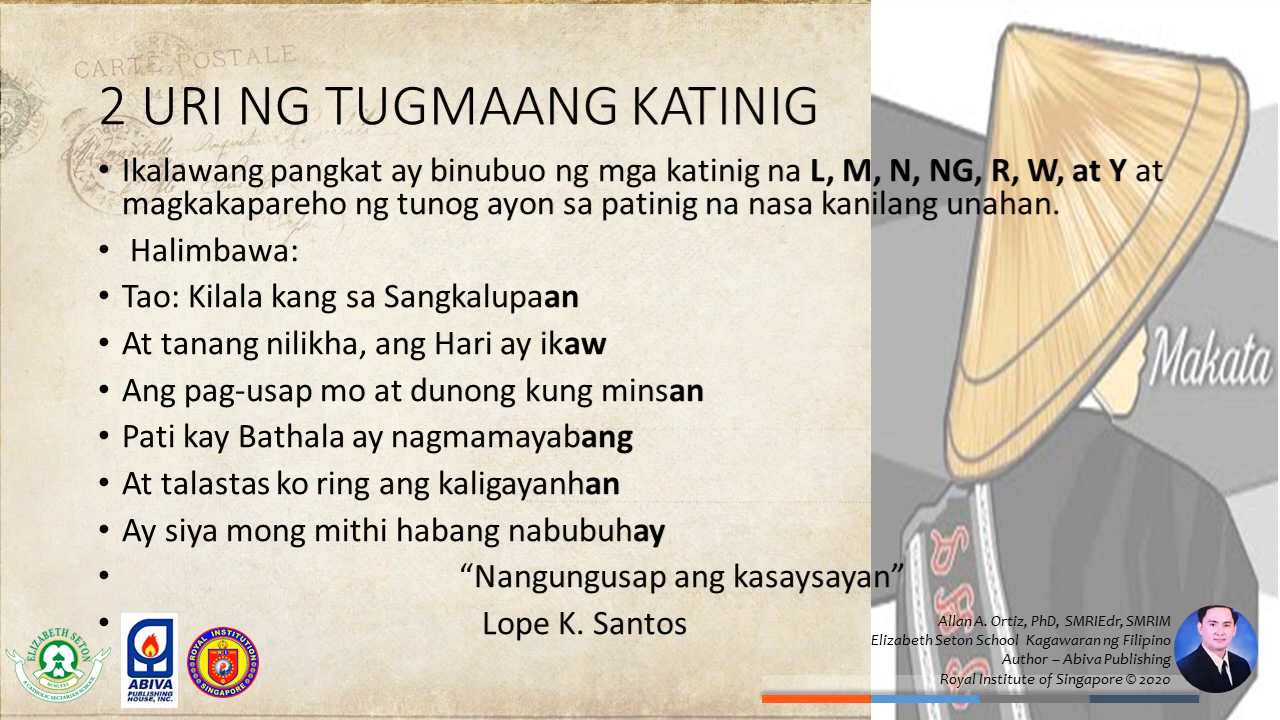 CARTE POSTALE
2 URI NG TUGMAANG KATINIG
• Ikalawang pangkat ay binubuo ng mga katinig na L, M, N, NG, R, W, at Y at
magkakapareho ng tunog ayon sa patinig na nasa kanilang unahan.
• Halimbawa:
• Tao: Kilala kang sa Sangkalupaan
• At tanang nilikha, ang Hari ay ikaw
• Ang pag-usap mo at dunong kung minsan
• Pati kay Bathala ay nagmamayabang
• At talastas ko ring ang kaligayanhan
• Ay siya mong mithi habang nabubuhay
• “Nangungusap ang kasaysayan”
• Lope K. Santos
Makata
Allan A. Ortiz, PhD, SMRIEdr, SMRIM
Elizabeth Seton School Kagawaran ng Filipino
Author – Abiva Publishing
Royal Institute of Singapore © 2020
ELIZABETH SETON
A CATHOLIC SECTARIAN SCHOOL
ABIVA
PUBLISHING
HOUSE, INC.
ROYAL INSTITUTION
SINGAPORE